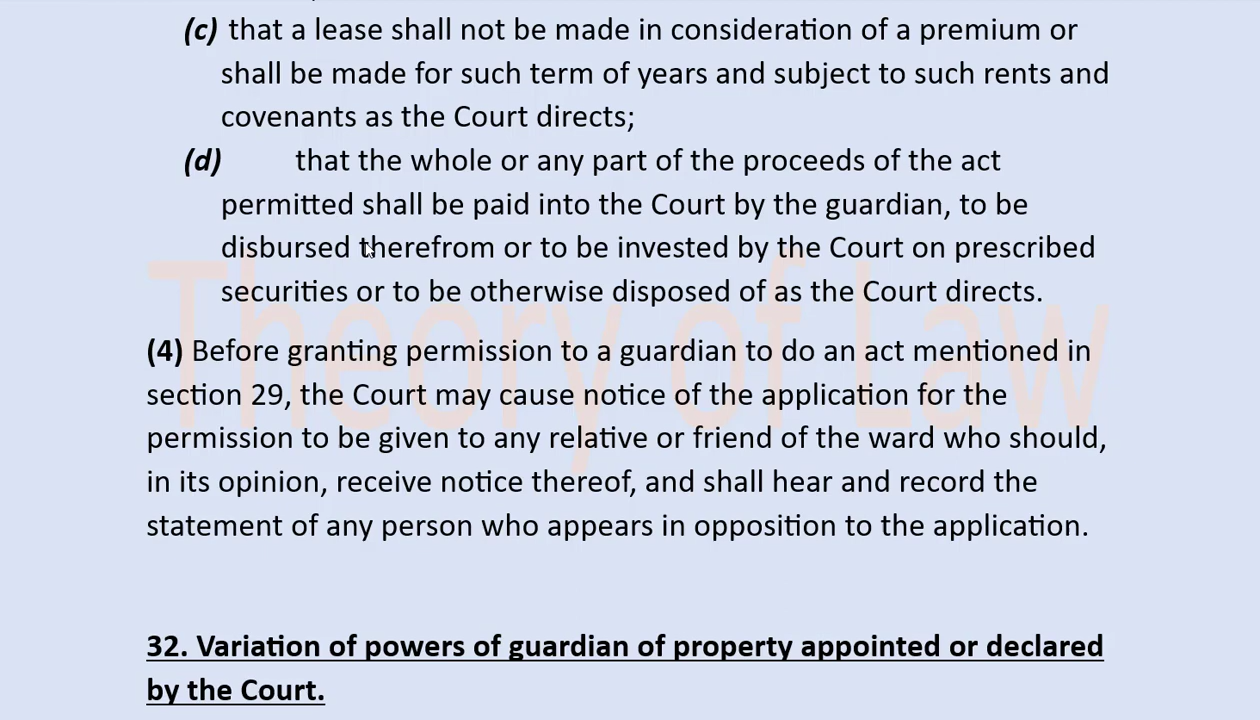 (c) that a lease shall not be made in consideration of a premium or
shall be made for such term of years and subject to such rents and
covenants as the Court directs;
(d) that the whole or any part of the proceeds of the act
permitted shall be paid into the Court by the guardian, to be
disbursed therefrom or to be invested by the Court on prescribed
securities or to be otherwise disposed of as the Court directs.
Theory of Law
(4) Before granting permission to a guardian to do an act mentioned in
section 29, the Court may cause notice of the application for the
permission to be given to any relative or friend of the ward who should,
in its opinion, receive notice thereof, and shall hear and record the
statement of any person who appears in opposition to the application.
32. Variation of powers of guardian of property appointed or declared
by the Court.